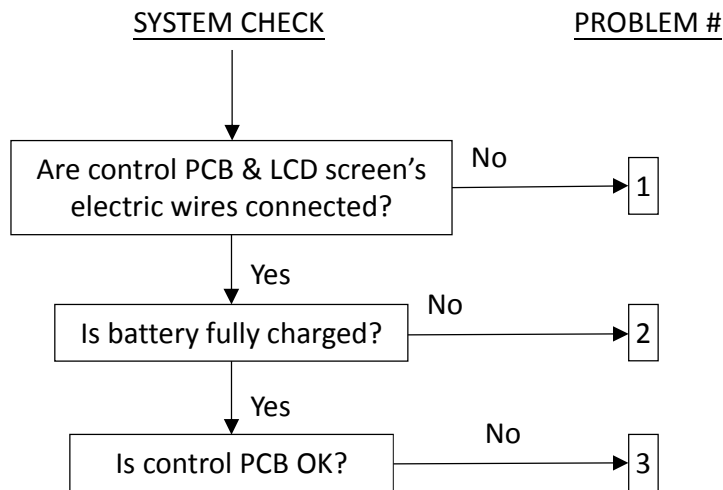 SYSTEM CHECK
PROBLEM #
Are control PCB & LCD screen’s
electric wires connected?
No
1
Yes
Is battery fully charged?
No
2
Yes
Is control PCB OK?
No
3